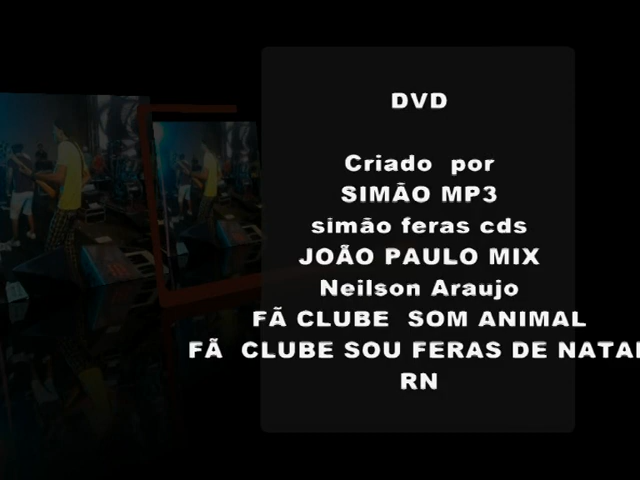 DVD
Criado por
SIMÃO MP3
simão feras cds
JOÃO PAULO MIX
Neilson Araujo
FÃ CLUBE SOM ANIMAL
FÃ CLUBE SOU FERAS DE NATAL
RN